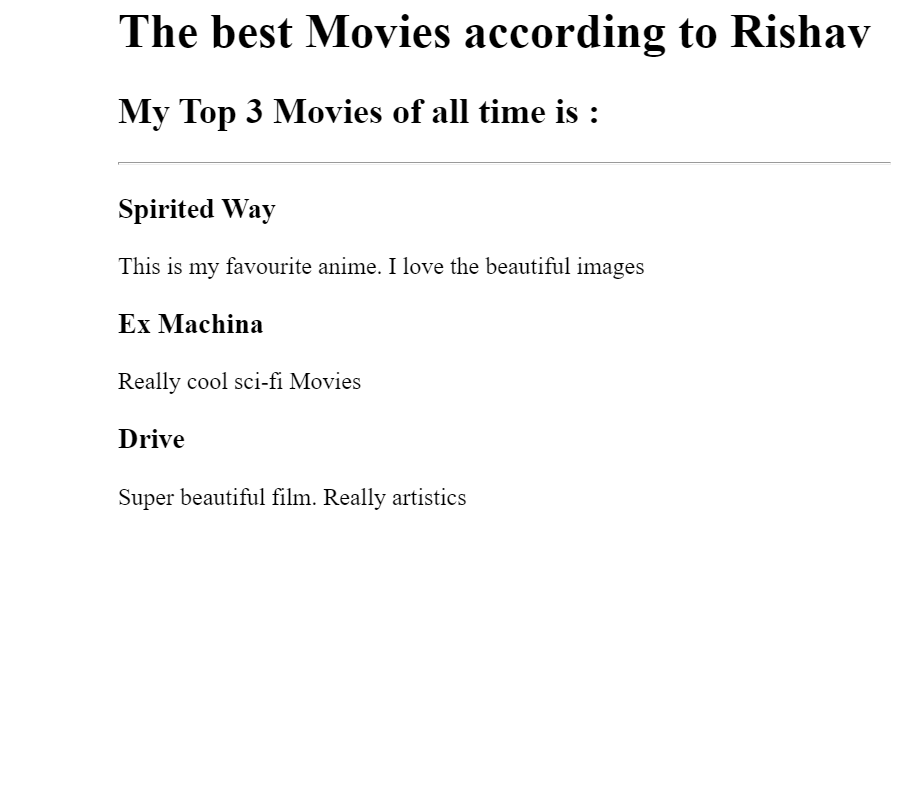 The best Movies according to Rishav
My Top 3 Movies of all time is :
Spirited Way
This is my favourite anime. I love the beautiful images
Ex Machina
Really cool sci-fi Movies
Drive
Super beautiful film. Really artistics